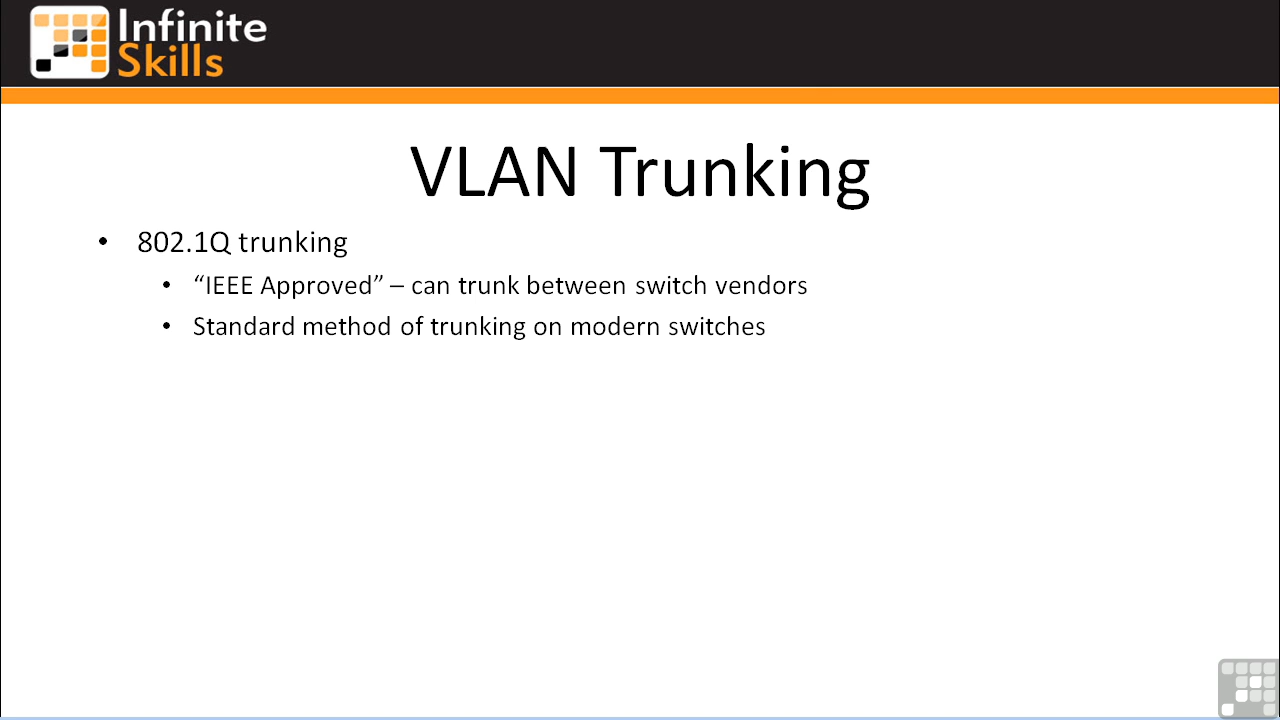 Infinite
Skills
VLAN Trunking
• 802.1Q trunking
• “IEEE Approved” – can trunk between switch vendors
• Standard method of trunking on modern switches